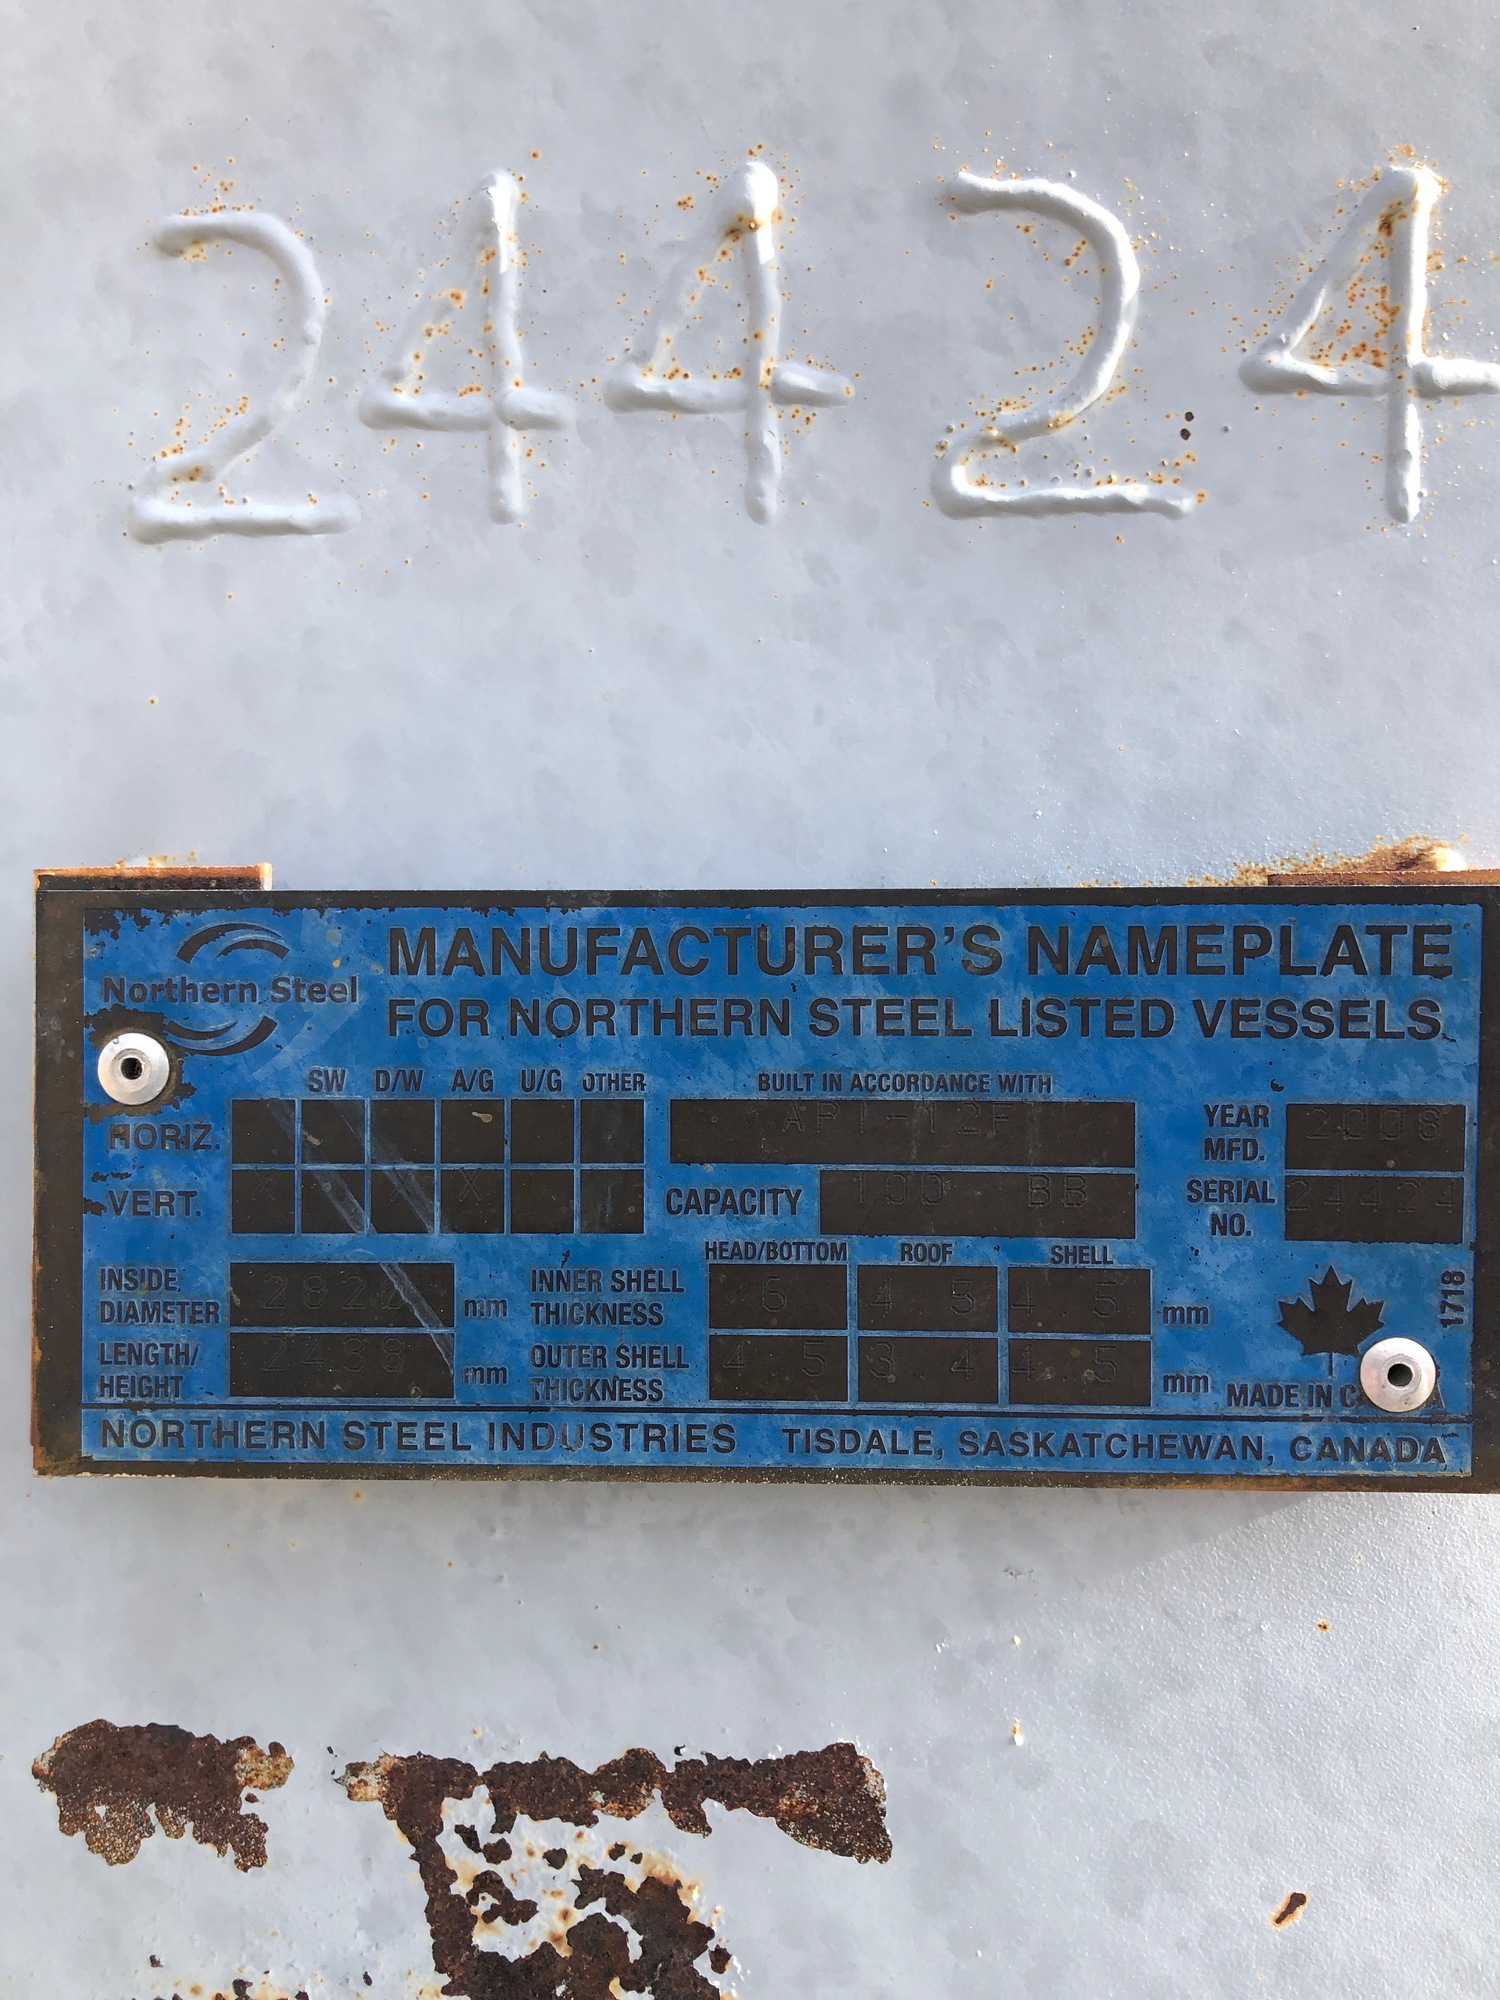 24424
Northern Steel
MANUFACTURER'S NAMEPLATE
FOR NORTHERN STEEL LISTED VESSELS
SW D/W A/G U/G OTHER
HORIZ.
VERT. X X X
BUILT IN ACCORDANCE WITH
API-12F
CAPACITY 100 BB
YEAR MFD. 2008
SERIAL NO. 24424
HEAD/BOTTOM ROOF SHELL
INSIDE DIAMETER mm
INNER SHELL THICKNESS 6 4.5 4.5 mm
LENGTH/HEIGHT 2438 mm
OUTER SHELL THICKNESS 4.5 3.4 4.5 mm
1718
MADE IN
NORTHERN STEEL INDUSTRIES TISDALE, SASKATCHEWAN, CANADA